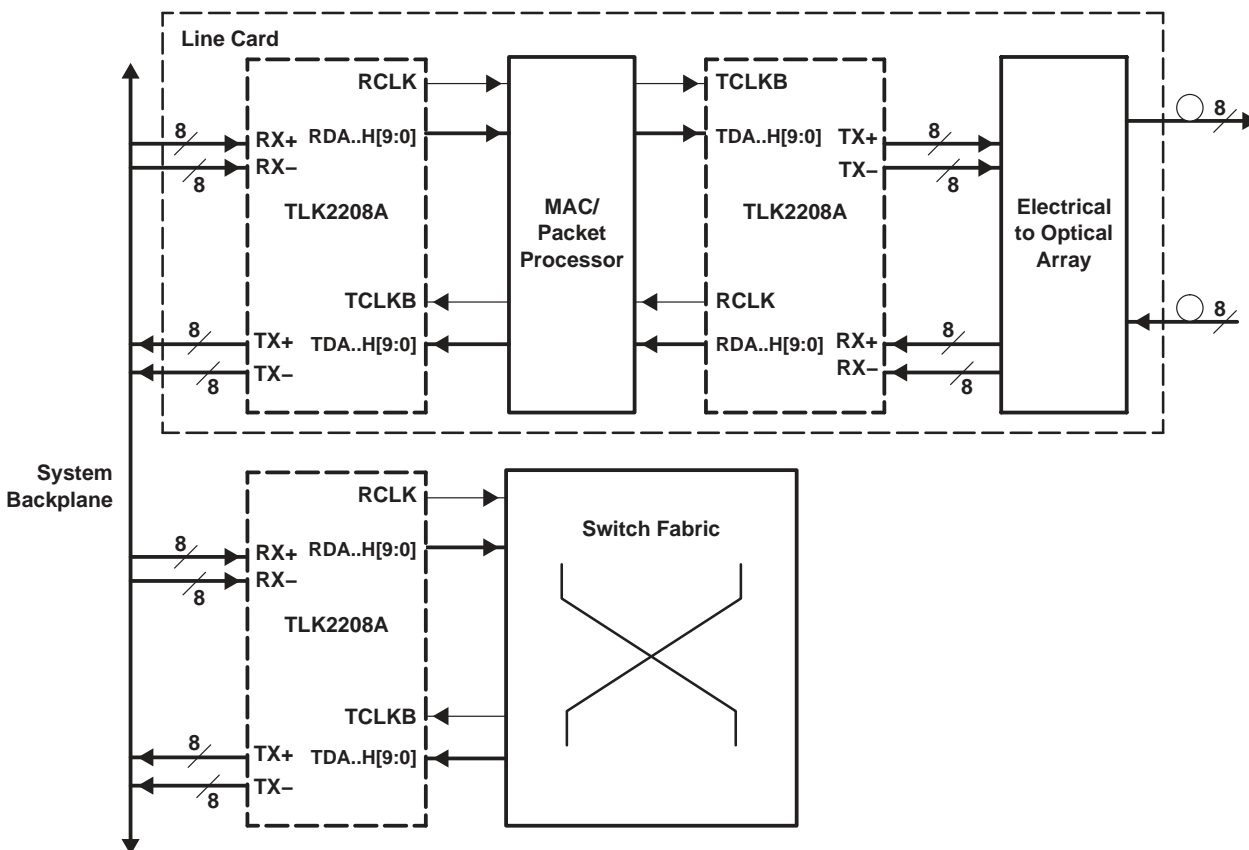 Line Card
RCLK
TCLKB
8
RX+
RDA..H[9:0]
TDA..H[9:0]
TX+
8
8
RX–
8
TX–
8
TLK2208A
MAC/
Packet
Processor
TLK2208A
Electrical
to Optical
Array
TCLKB
RCLK
8
8
TX+
TDA..H[9:0]
RDA..H[9:0]
RX+
8
TX–
8
RX–
8
System
Backplane
RCLK
Switch Fabric
8
RX+
RDA..H[9:0]
RX–
8
TLK2208A
TCLKB
8
TX+
TDA..H[9:0]
TX–
8